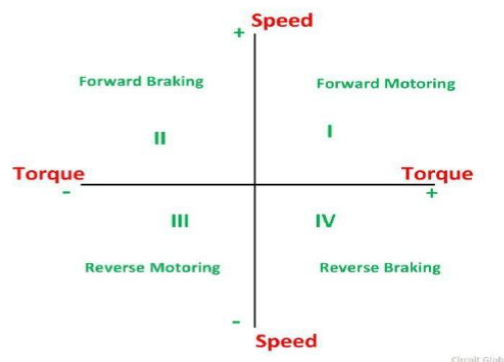 Speed
+
Forward Braking
Forward Motoring
II
I
Torque
Torque
-
+
III
IV
Reverse Motoring
Reverse Braking
-
Speed